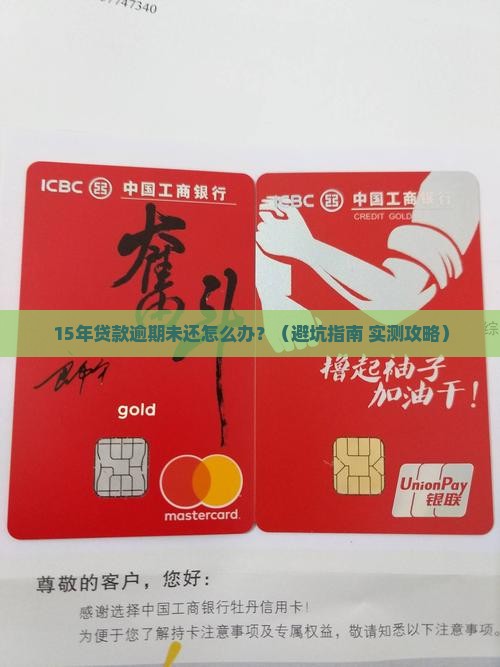 7747340
ICBC 中国工商银行
奋斗
gold
mastercard.
ICBC 中国工商银行
CREDIT GOLD
15年贷款逾期未还怎么办？（避坑指南 实测攻略）
综
撸起袖子
加油干！
UnionPay
银联
尊敬的客户，您好：
感谢选择中国工商银行牡丹信用卡！
为便于您了解持卡注意事项及专属权益，敬请知悉以下注意事项。